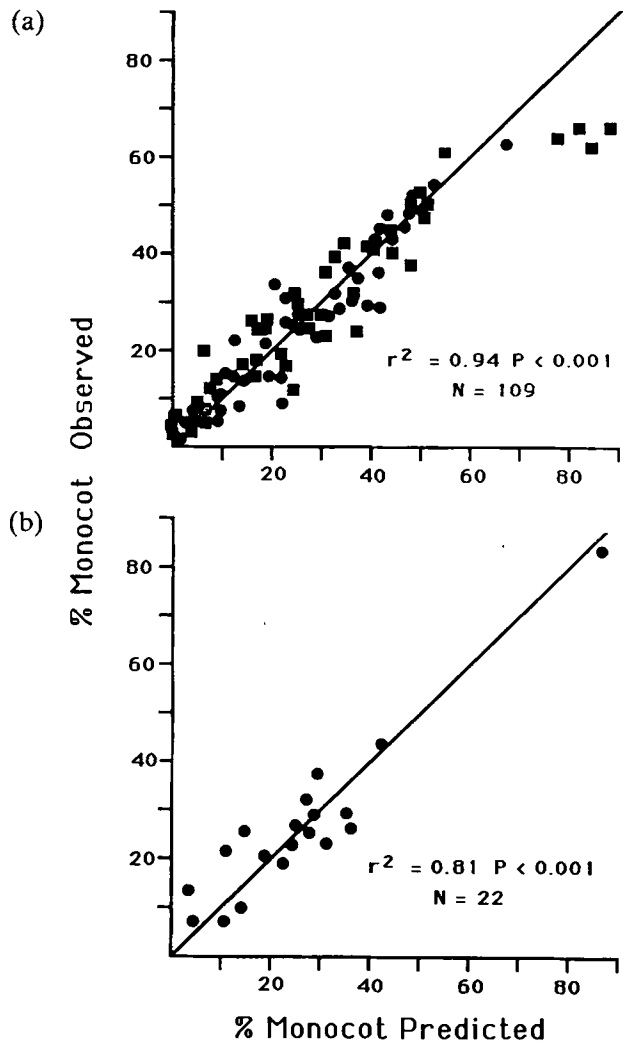 (a)
80
60
40
20
r² = 0.94 P < 0.001
N = 109
20
40
60
80
% Monocot Observed
(b)
80
60
40
20
r² = 0.81 P < 0.001
N = 22
20
40
60
80
% Monocot Predicted